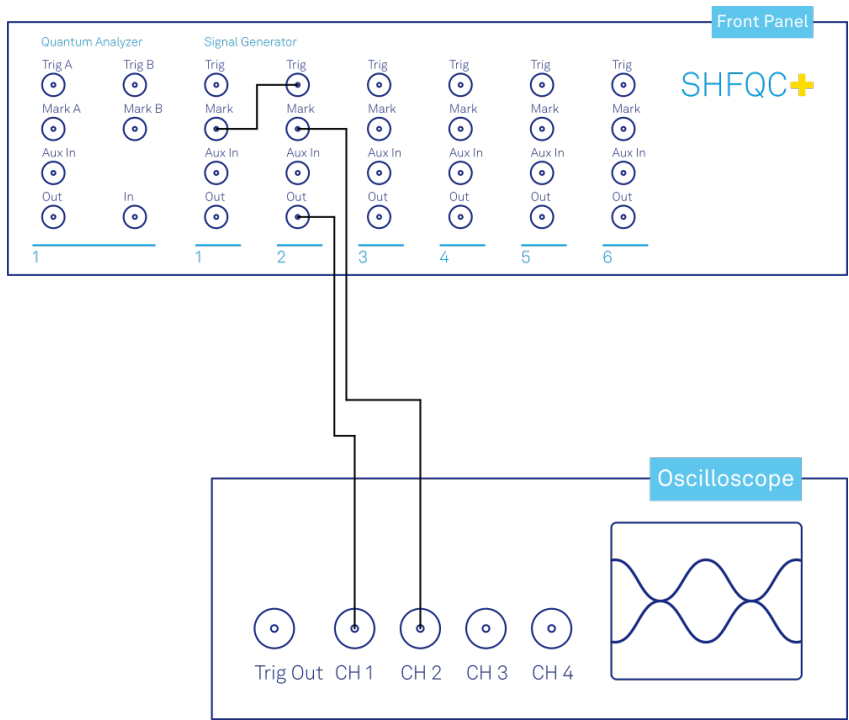 Front Panel
Quantum Analyzer Signal Generator
Trig A Trig B Trig Trig Trig Trig Trig Trig
SHFQC+
Mark A Mark B Mark Mark Mark Mark Mark Mark
Aux In Aux In Aux In Aux In Aux In Aux In Aux In
Out In Out Out Out Out Out Out
1 1 2 3 4 5 6
Oscilloscope
Trig Out CH 1 CH 2 CH 3 CH 4